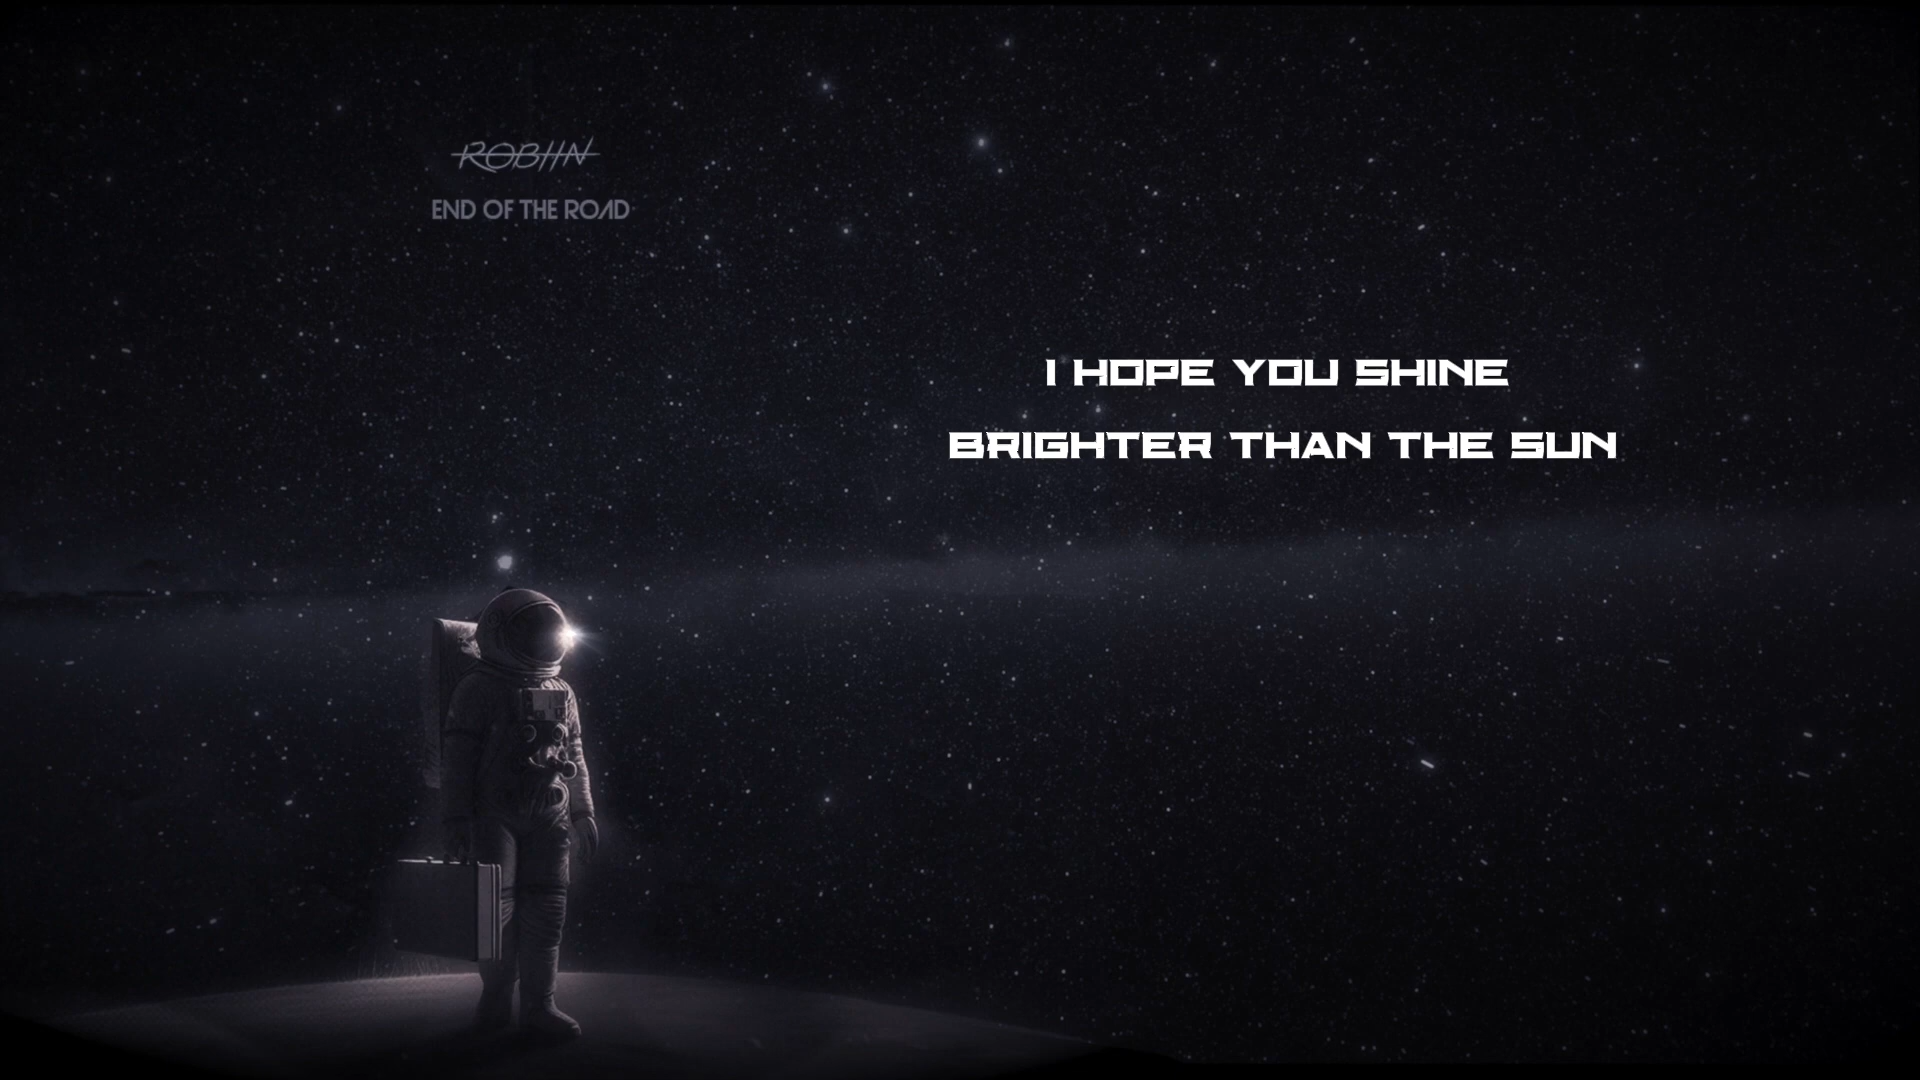 ROBIIN
END OF THE ROAD
I HOPE YOU SHINE
BRIGHTER THAN THE SUN